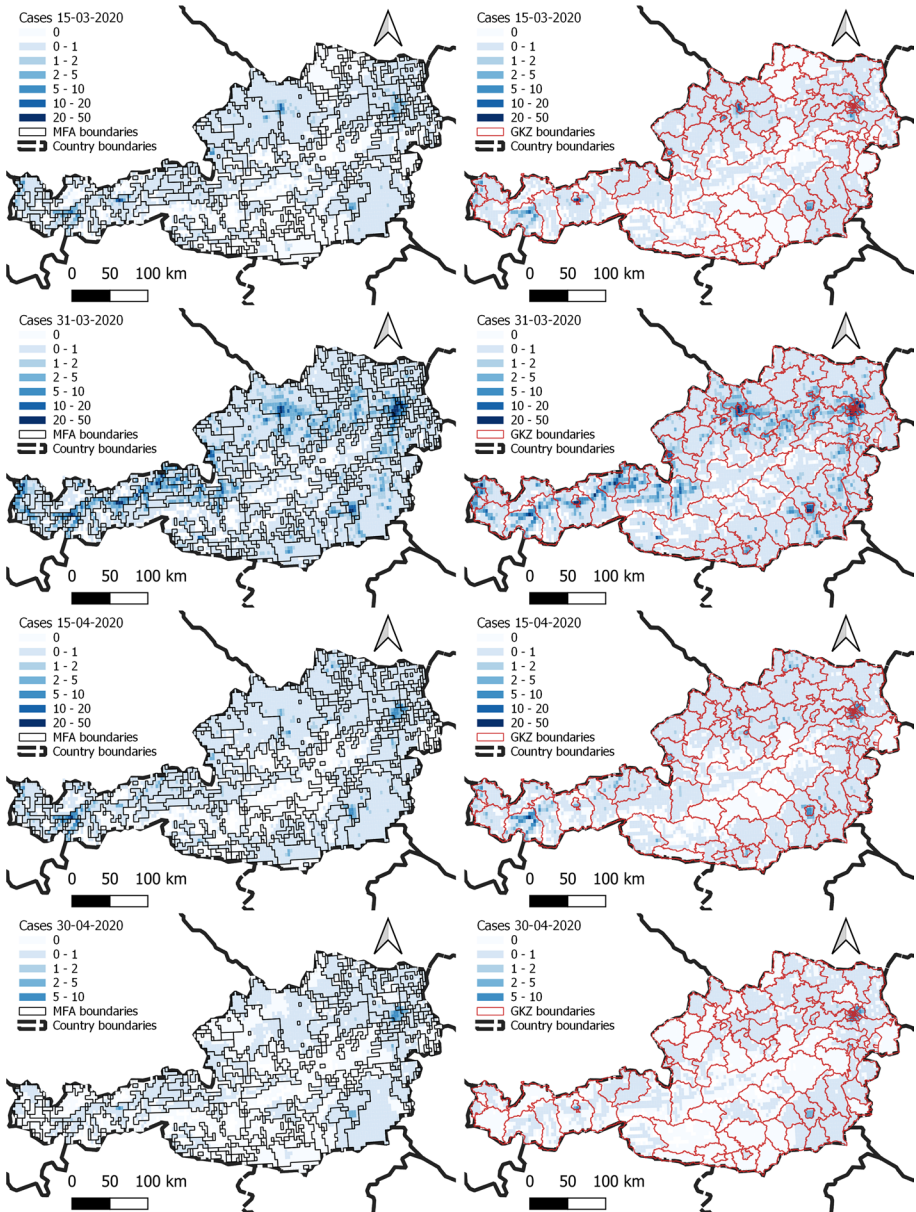 Cases 15-03-2020
0
0 - 1
1 - 2
2 - 5
5 - 10
10 - 20
20 - 50
MFA boundaries
Country boundaries
0 50 100 km
Cases 15-03-2020
0
0 - 1
1 - 2
2 - 5
5 - 10
10 - 20
20 - 50
GKZ boundaries
Country boundaries
0 50 100 km
Cases 31-03-2020
0
0 - 1
1 - 2
2 - 5
5 - 10
10 - 20
20 - 50
MFA boundaries
Country boundaries
0 50 100 km
Cases 31-03-2020
0
0 - 1
1 - 2
2 - 5
5 - 10
10 - 20
20 - 50
GKZ boundaries
Country boundaries
0 50 100 km
Cases 15-04-2020
0
0 - 1
1 - 2
2 - 5
5 - 10
10 - 20
20 - 50
MFA boundaries
Country boundaries
0 50 100 km
Cases 15-04-2020
0
0 - 1
1 - 2
2 - 5
5 - 10
10 - 20
20 - 50
GKZ boundaries
Country boundaries
0 50 100 km
Cases 30-04-2020
0
0 - 1
1 - 2
2 - 5
5 - 10
MFA boundaries
Country boundaries
0 50 100 km
Cases 30-04-2020
0
0 - 1
1 - 2
2 - 5
5 - 10
GKZ boundaries
Country boundaries
0 50 100 km